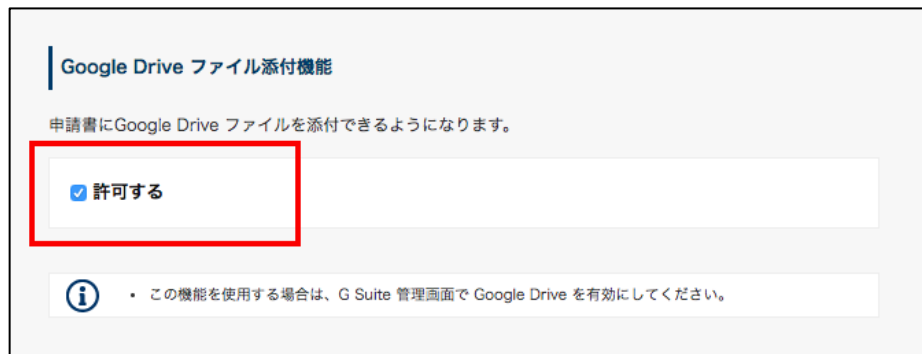 Google Drive ファイル添付機能
申請書にGoogle Drive ファイルを添付できるようになります。
許可する
• この機能を使用する場合は、G Suite 管理画面で Google Drive を有効にしてください。